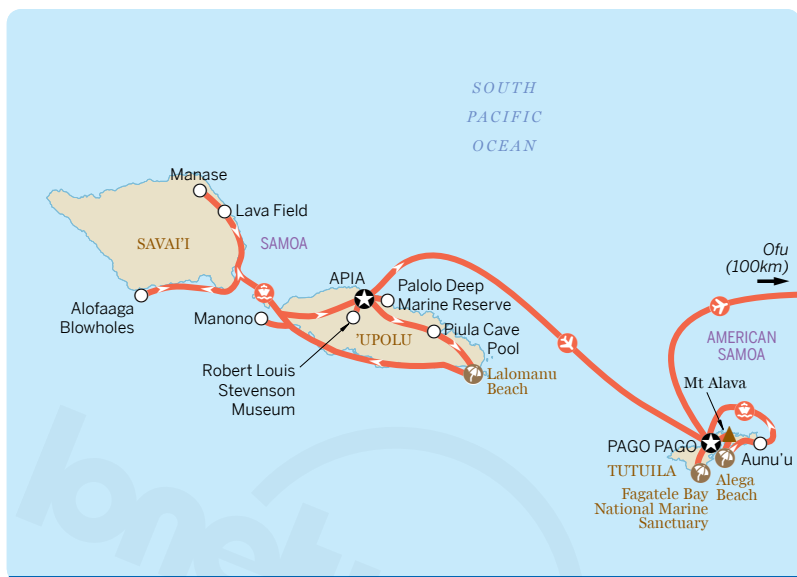 SOUTH
PACIFIC
OCEAN
Manase
Lava Field
SAVAI'I
SAMOA
Ofu
(100km)
APIA
Palolo Deep
Marine Reserve
Alofaaga
Blowholes
Manono
'UPOLU
Piula Cave
Pool
AMERICAN
SAMOA
Robert Louis
Stevenson
Museum
Lalomanu
Beach
Mt Alava
PAGO PAGO
Aunu'u
TUTUILA
Alega
Beach
Fagatele Bay
National Marine
Sanctuary
lonely